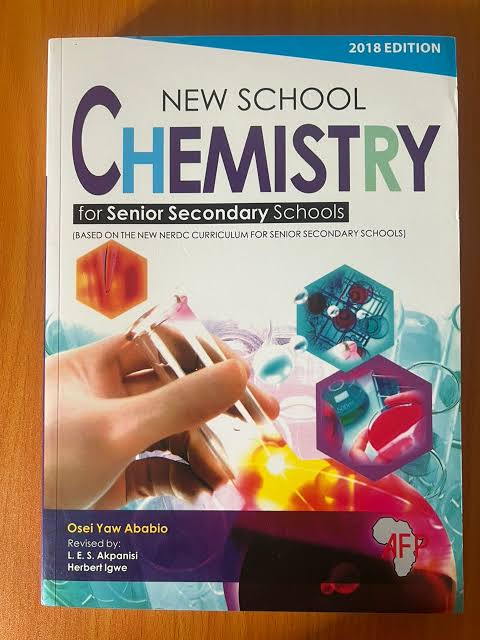 2018 EDITION
NEW SCHOOL
CHEMISTRY
for Senior Secondary Schools
(BASED ON THE NEW NERDC CURRICULUM FOR SENIOR SECONDARY SCHOOLS)
Osei Yaw Ababio
Revised by:
L. E. S. Akpanisi
Herbert Igwe
AFP